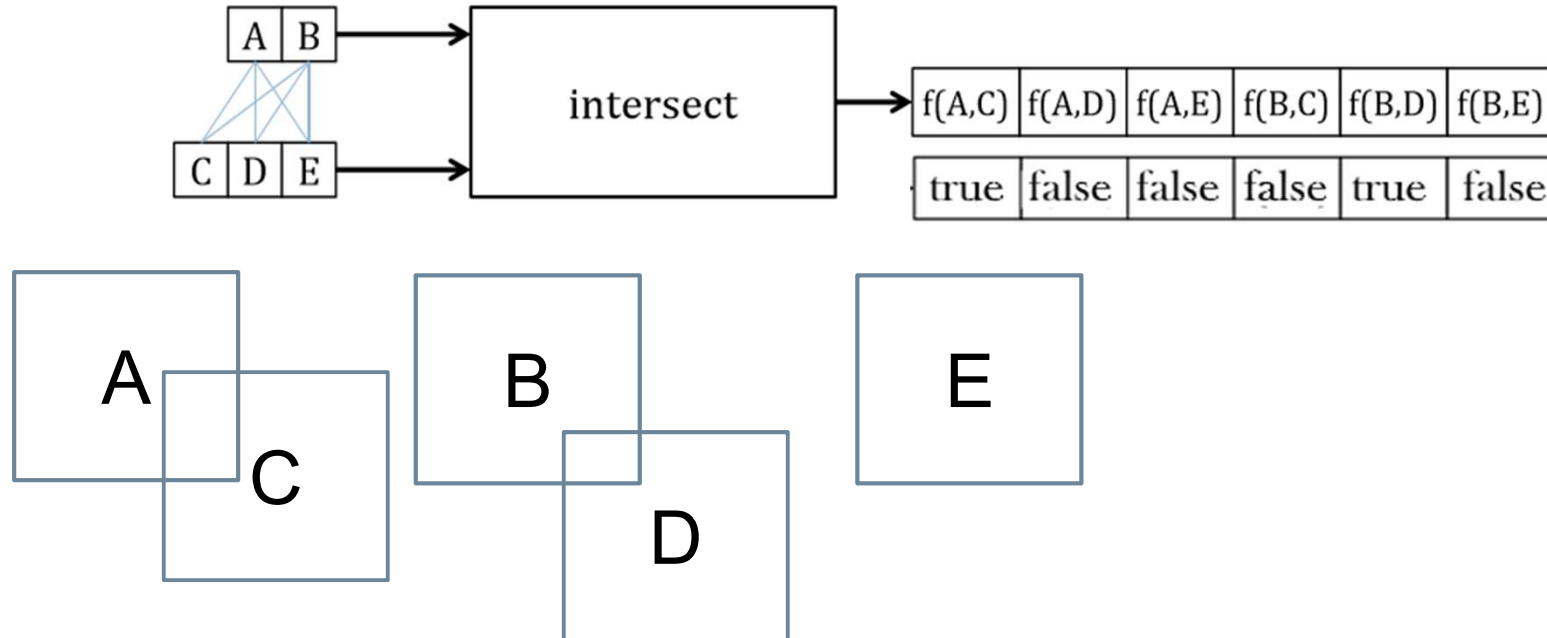 A B
intersect
C D E
f(A,C) f(A,D) f(A,E) f(B,C) f(B,D) f(B,E)
true false false false true false
A
B
E
C
D